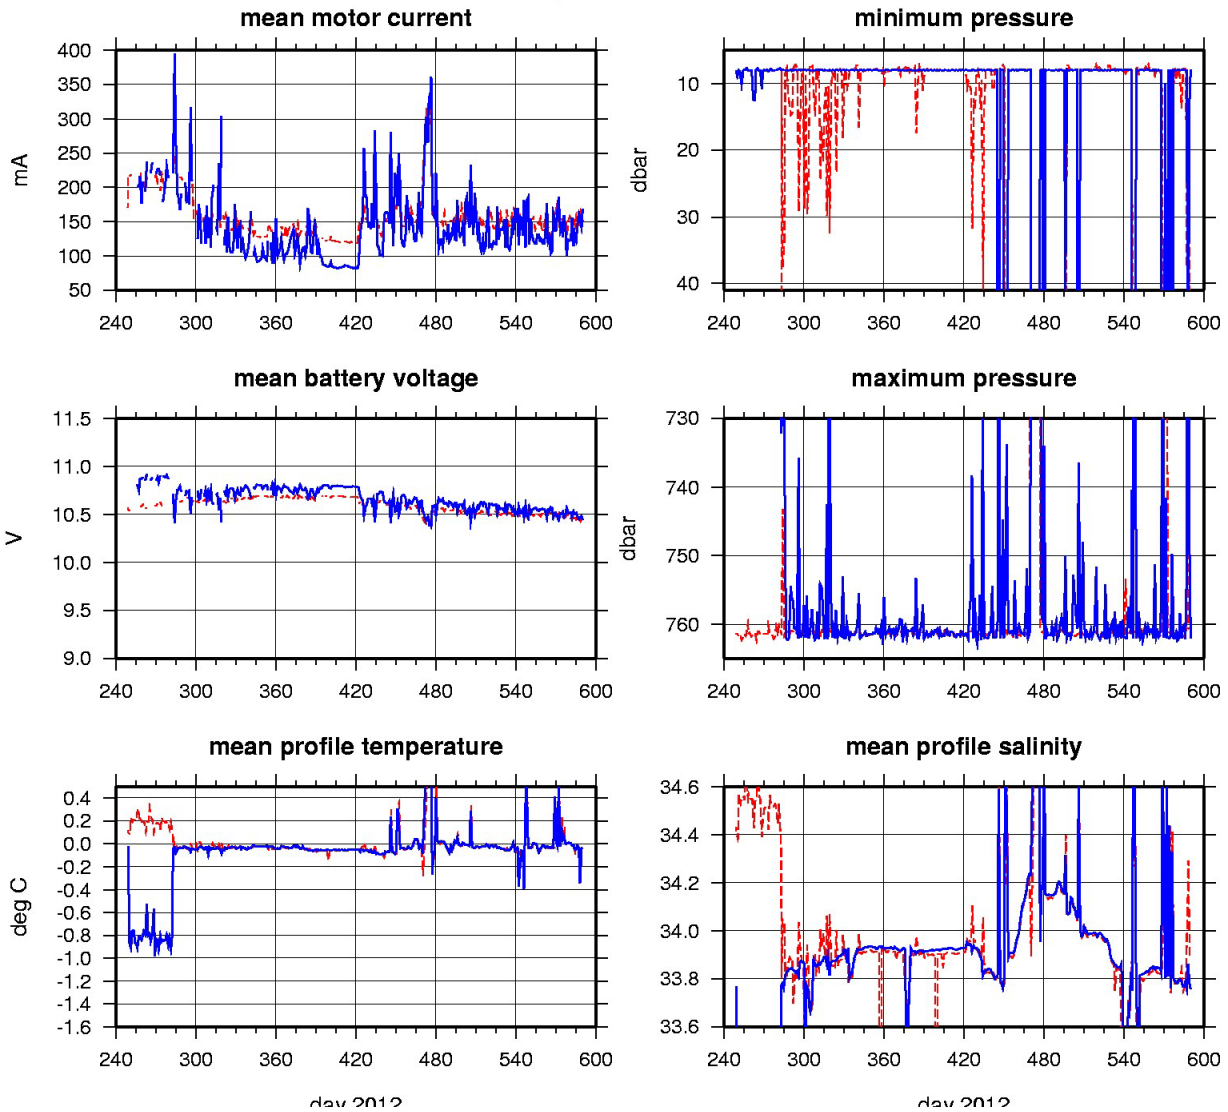 mean motor current
400
350
300
250
200
150
100
50
mA
240 300 360 420 480 540 600
minimum pressure
10
20
30
40
dbar
240 300 360 420 480 540 600
mean battery voltage
11.5
11.0
10.5
10.0
9.5
9.0
V
240 300 360 420 480 540 600
maximum pressure
730
740
750
760
dbar
240 300 360 420 480 540 600
mean profile temperature
0.4
0.2
0.0
-0.2
-0.4
-0.6
-0.8
-1.0
-1.2
-1.4
-1.6
deg C
240 300 360 420 480 540 600
day 2012
mean profile salinity
34.6
34.4
34.2
34.0
33.8
33.6
240 300 360 420 480 540 600
day 2012